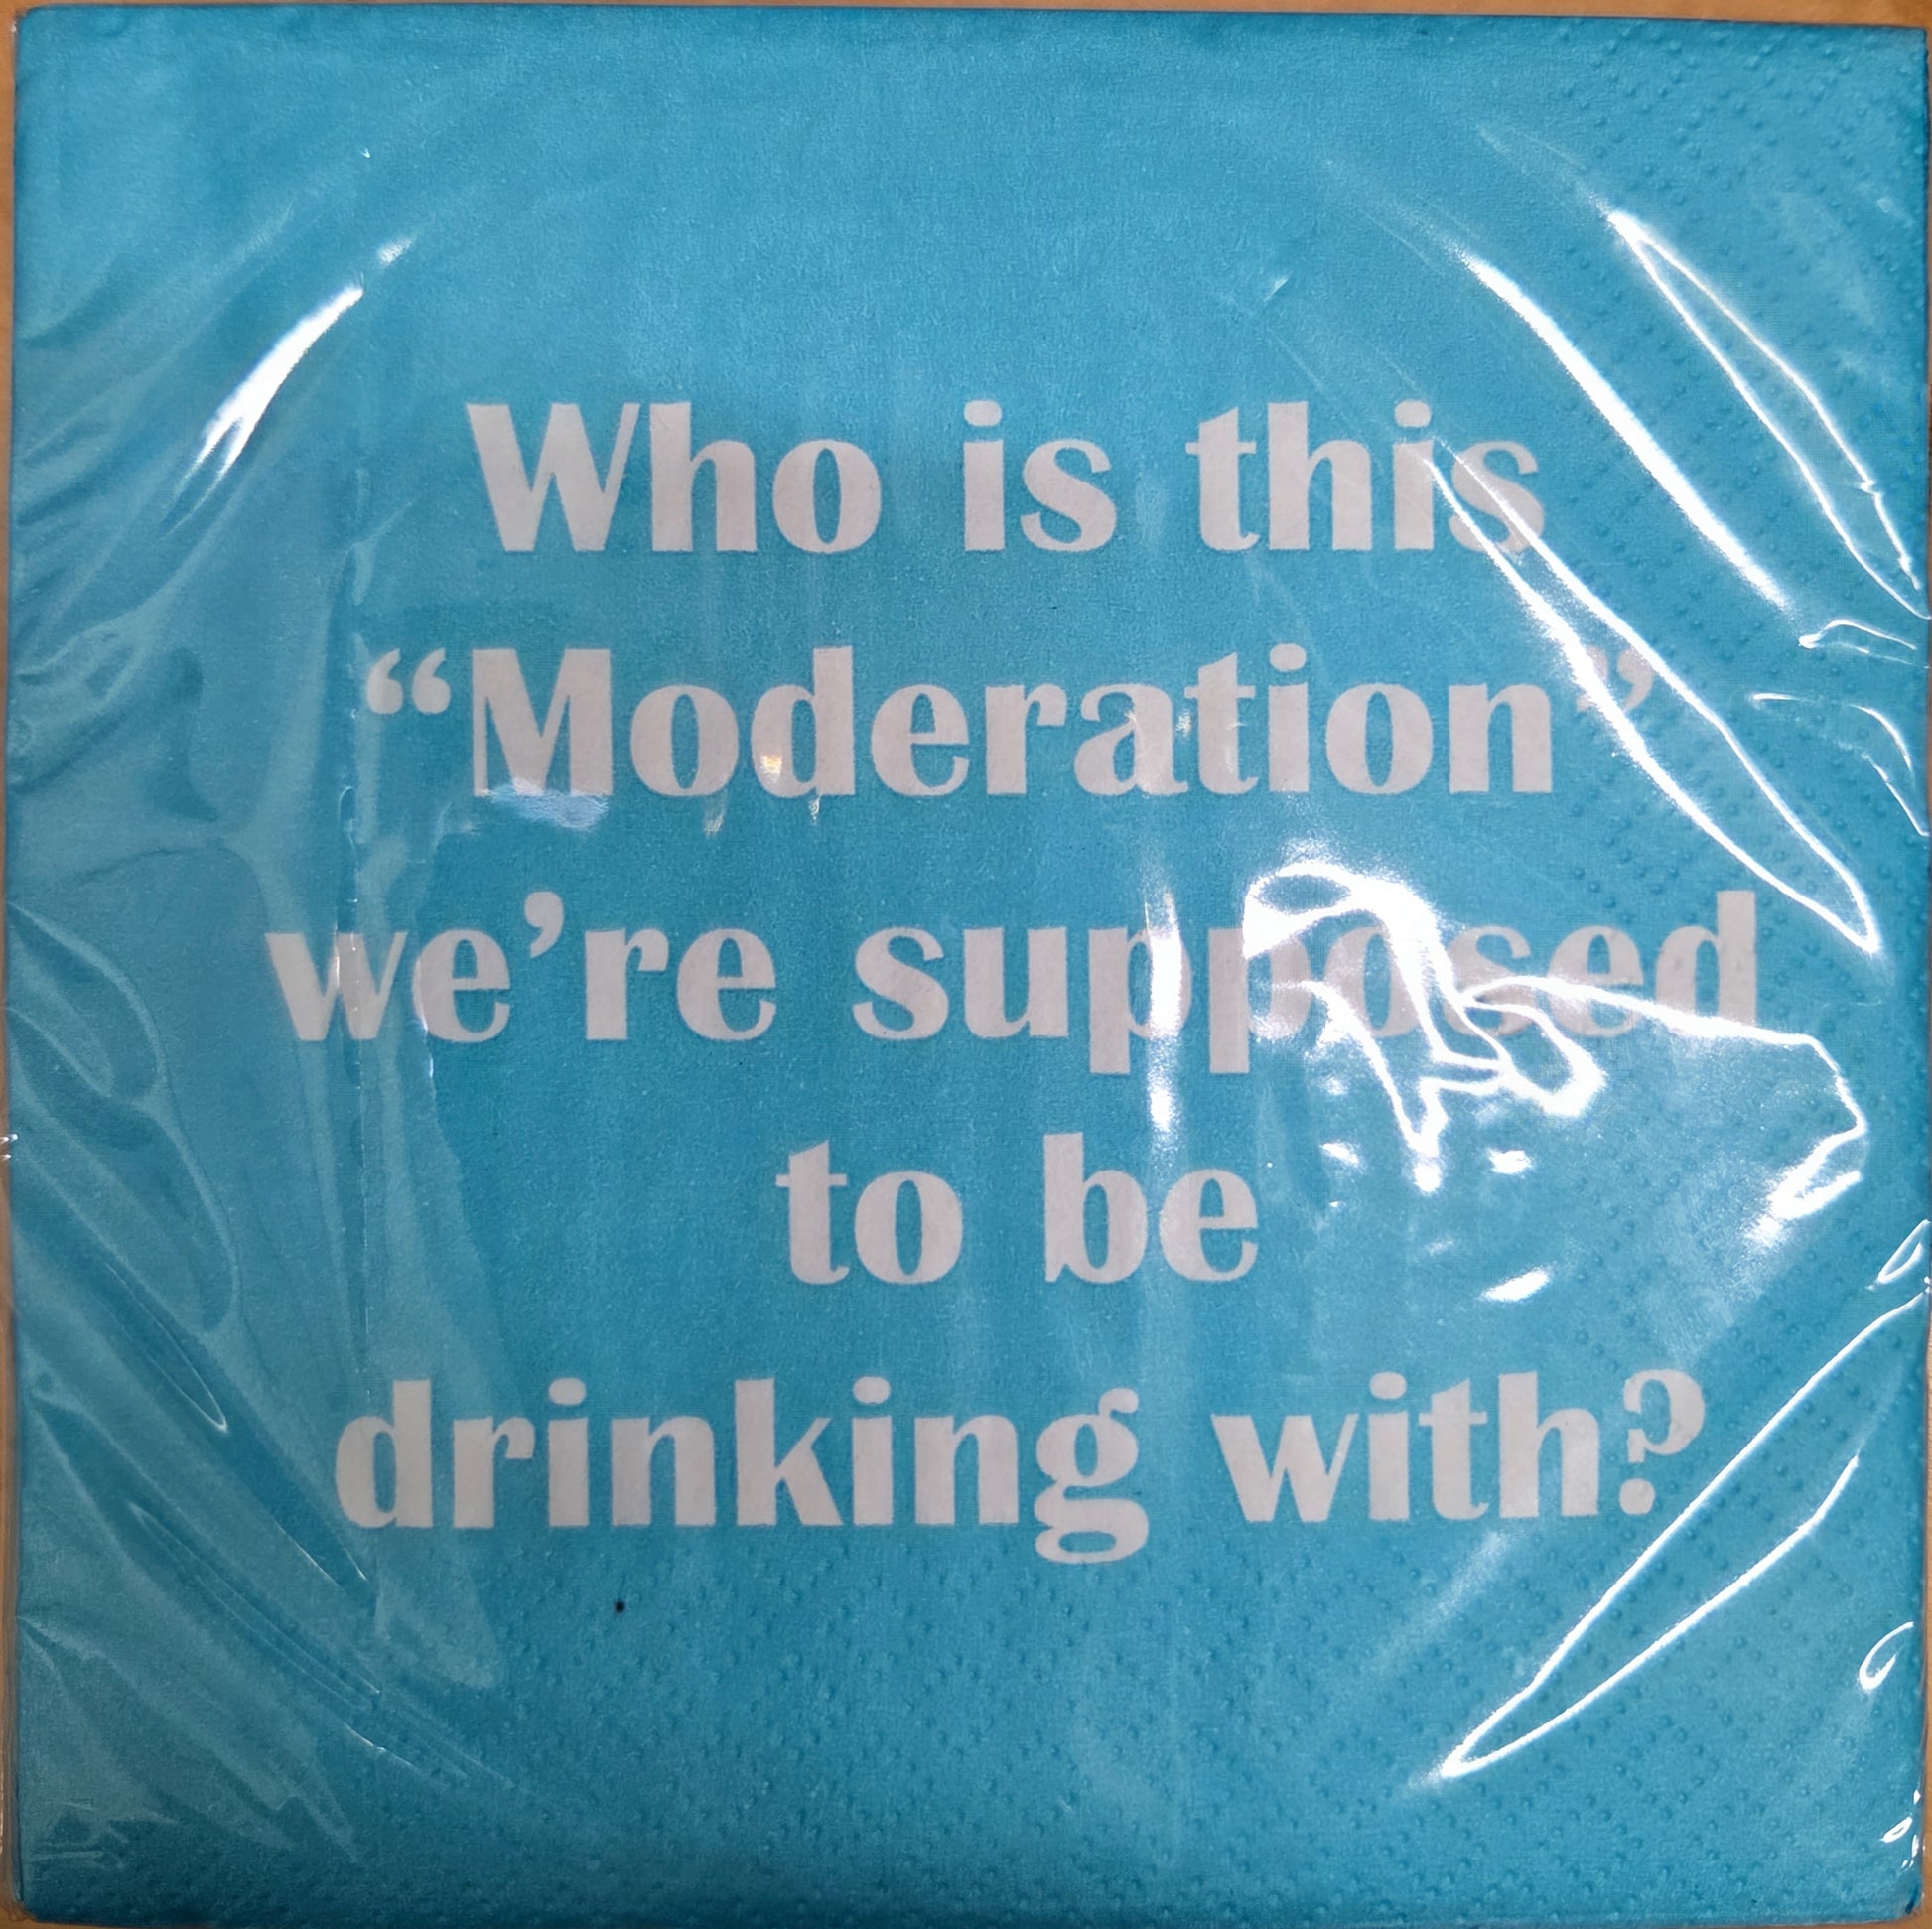 Who is this
“Moderation”
we’re supposed
to be
drinking with?